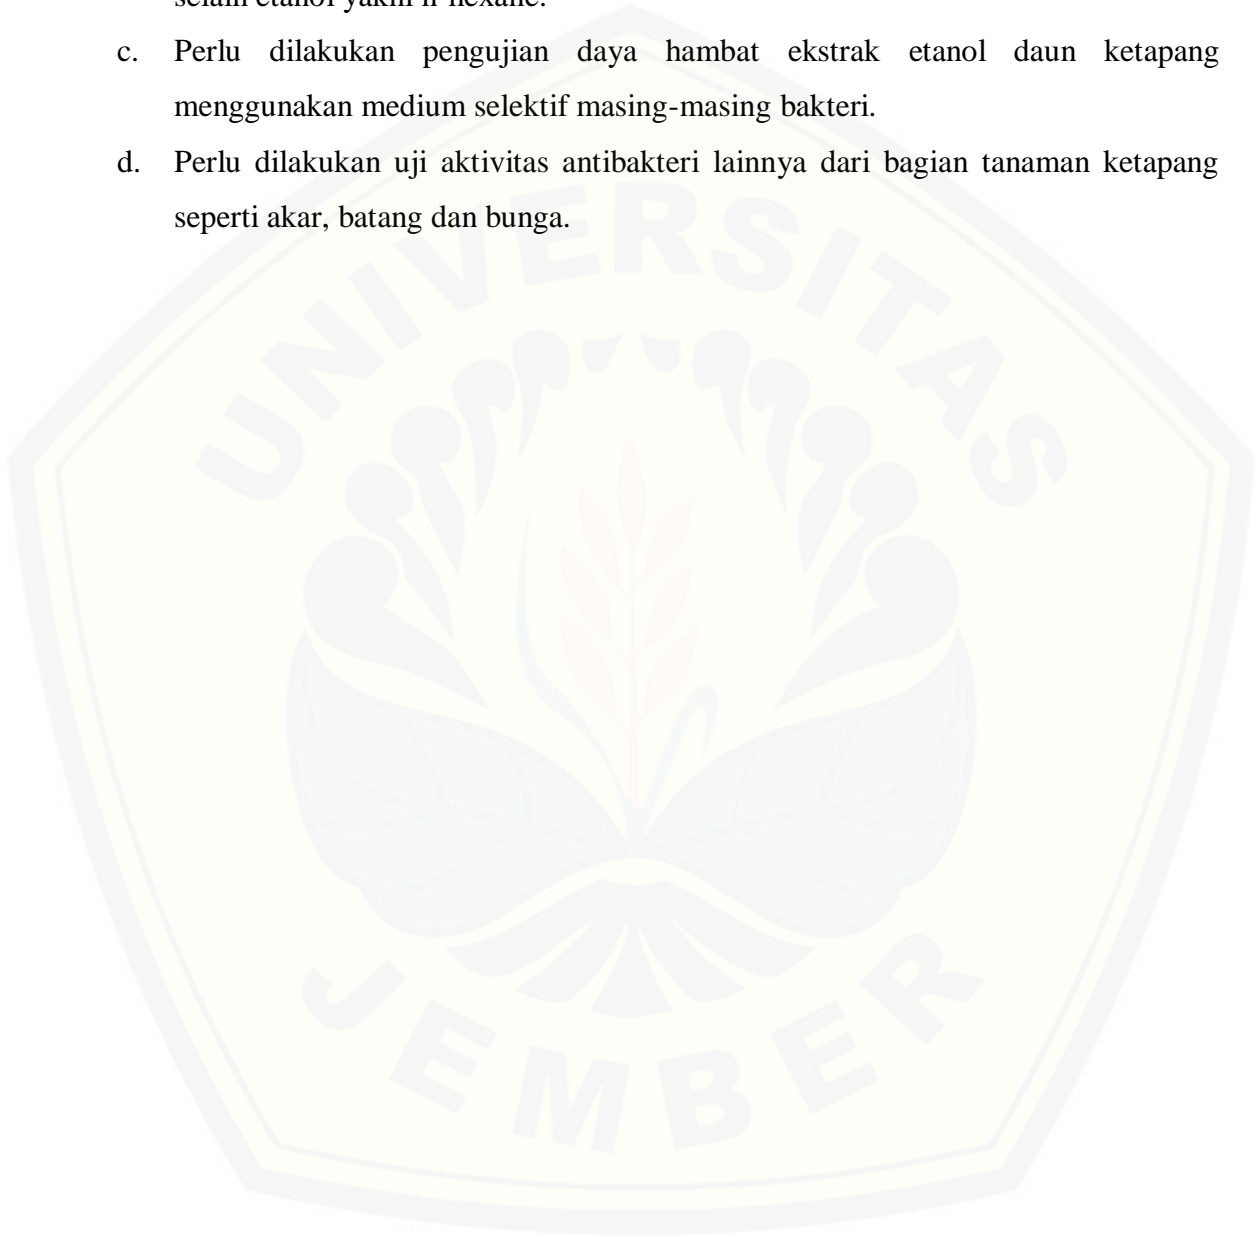 selain etanol yakni n-hexane.
c. Perlu dilakukan pengujian daya hambat ekstrak etanol daun ketapang
menggunakan medium selektif masing-masing bakteri.
d. Perlu dilakukan uji aktivitas antibakteri lainnya dari bagian tanaman ketapang
seperti akar, batang dan bunga.
UNIVERSITAS
JEMBER